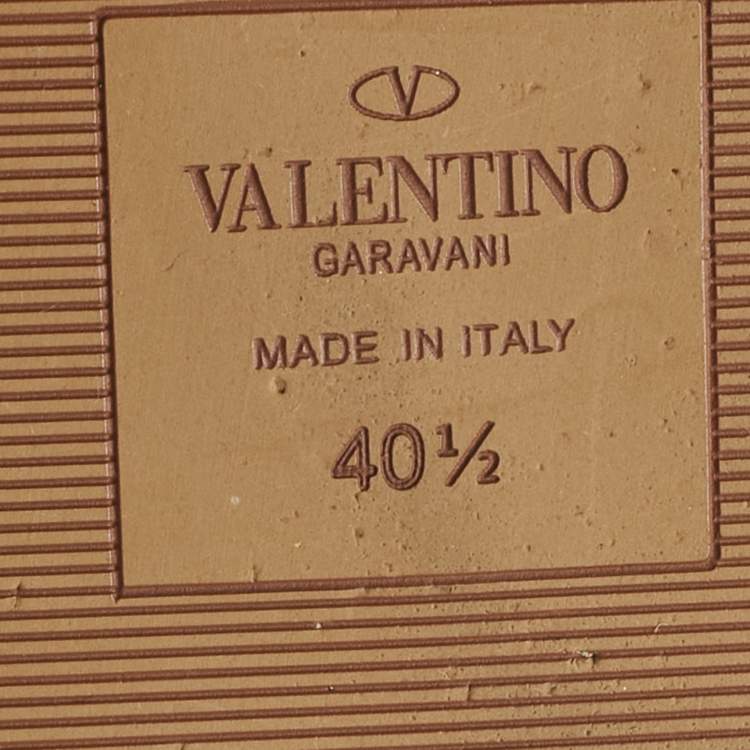 V
VALENTINO
GARAVANI
MADE IN ITALY
40½